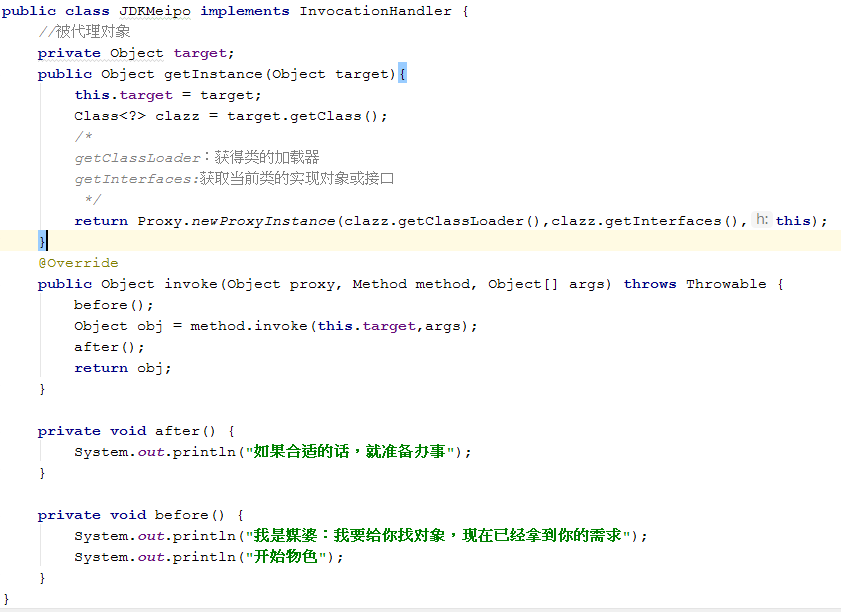 public class JDKMeipo implements InvocationHandler {
//被代理对象
private Object target;
public Object getInstance(Object target){
this.target = target;
Class<?> clazz = target.getClass();
/*
getClassLoader：获得类的加载器
getInterfaces:获取当前类的实现对象或接口
*/
return Proxy.newProxyInstance(clazz.getClassLoader(),clazz.getInterfaces(), h: this);
}
@Override
public Object invoke(Object proxy, Method method, Object[] args) throws Throwable {
before();
Object obj = method.invoke(this.target,args);
after();
return obj;
}
private void after() {
System.out.println("如果合适的话，就准备办事");
}
private void before() {
System.out.println("我是媒婆：我要给你找对象，现在已经拿到你的需求");
System.out.println("开始物色");
}
}